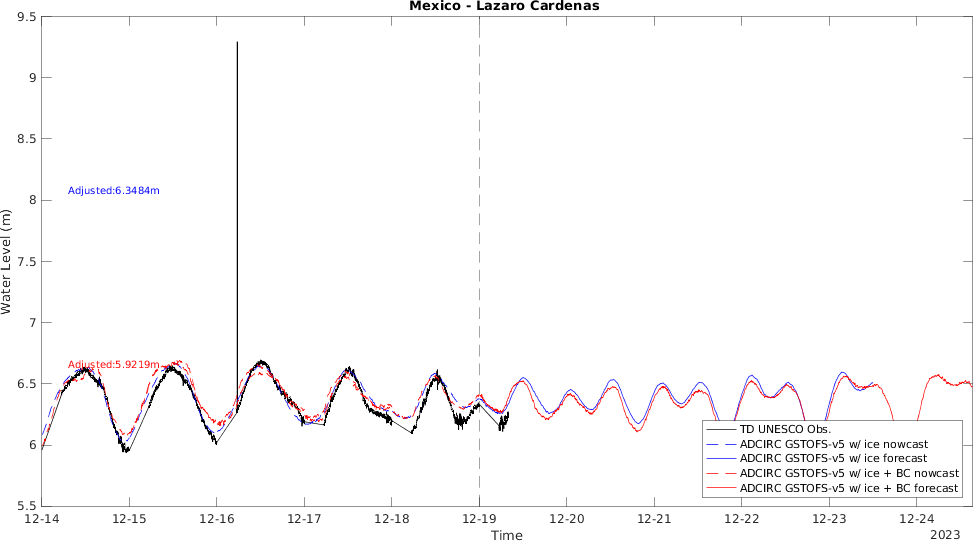 Mexico - Lazaro Cardenas
9.5
9
8.5
8
7.5
7
6.5
6
5.5
Water Level (m)
Adjusted:6.3484m
Adjusted:5.9219m
TD UNESCO Obs.
ADCIRC GSTOFS-v5 w/ ice nowcast
ADCIRC GSTOFS-v5 w/ ice forecast
ADCIRC GSTOFS-v5 w/ ice + BC nowcast
ADCIRC GSTOFS-v5 w/ ice + BC forecast
12-14 12-15 12-16 12-17 12-18 12-19 12-20 12-21 12-22 12-23 12-24
Time
2023